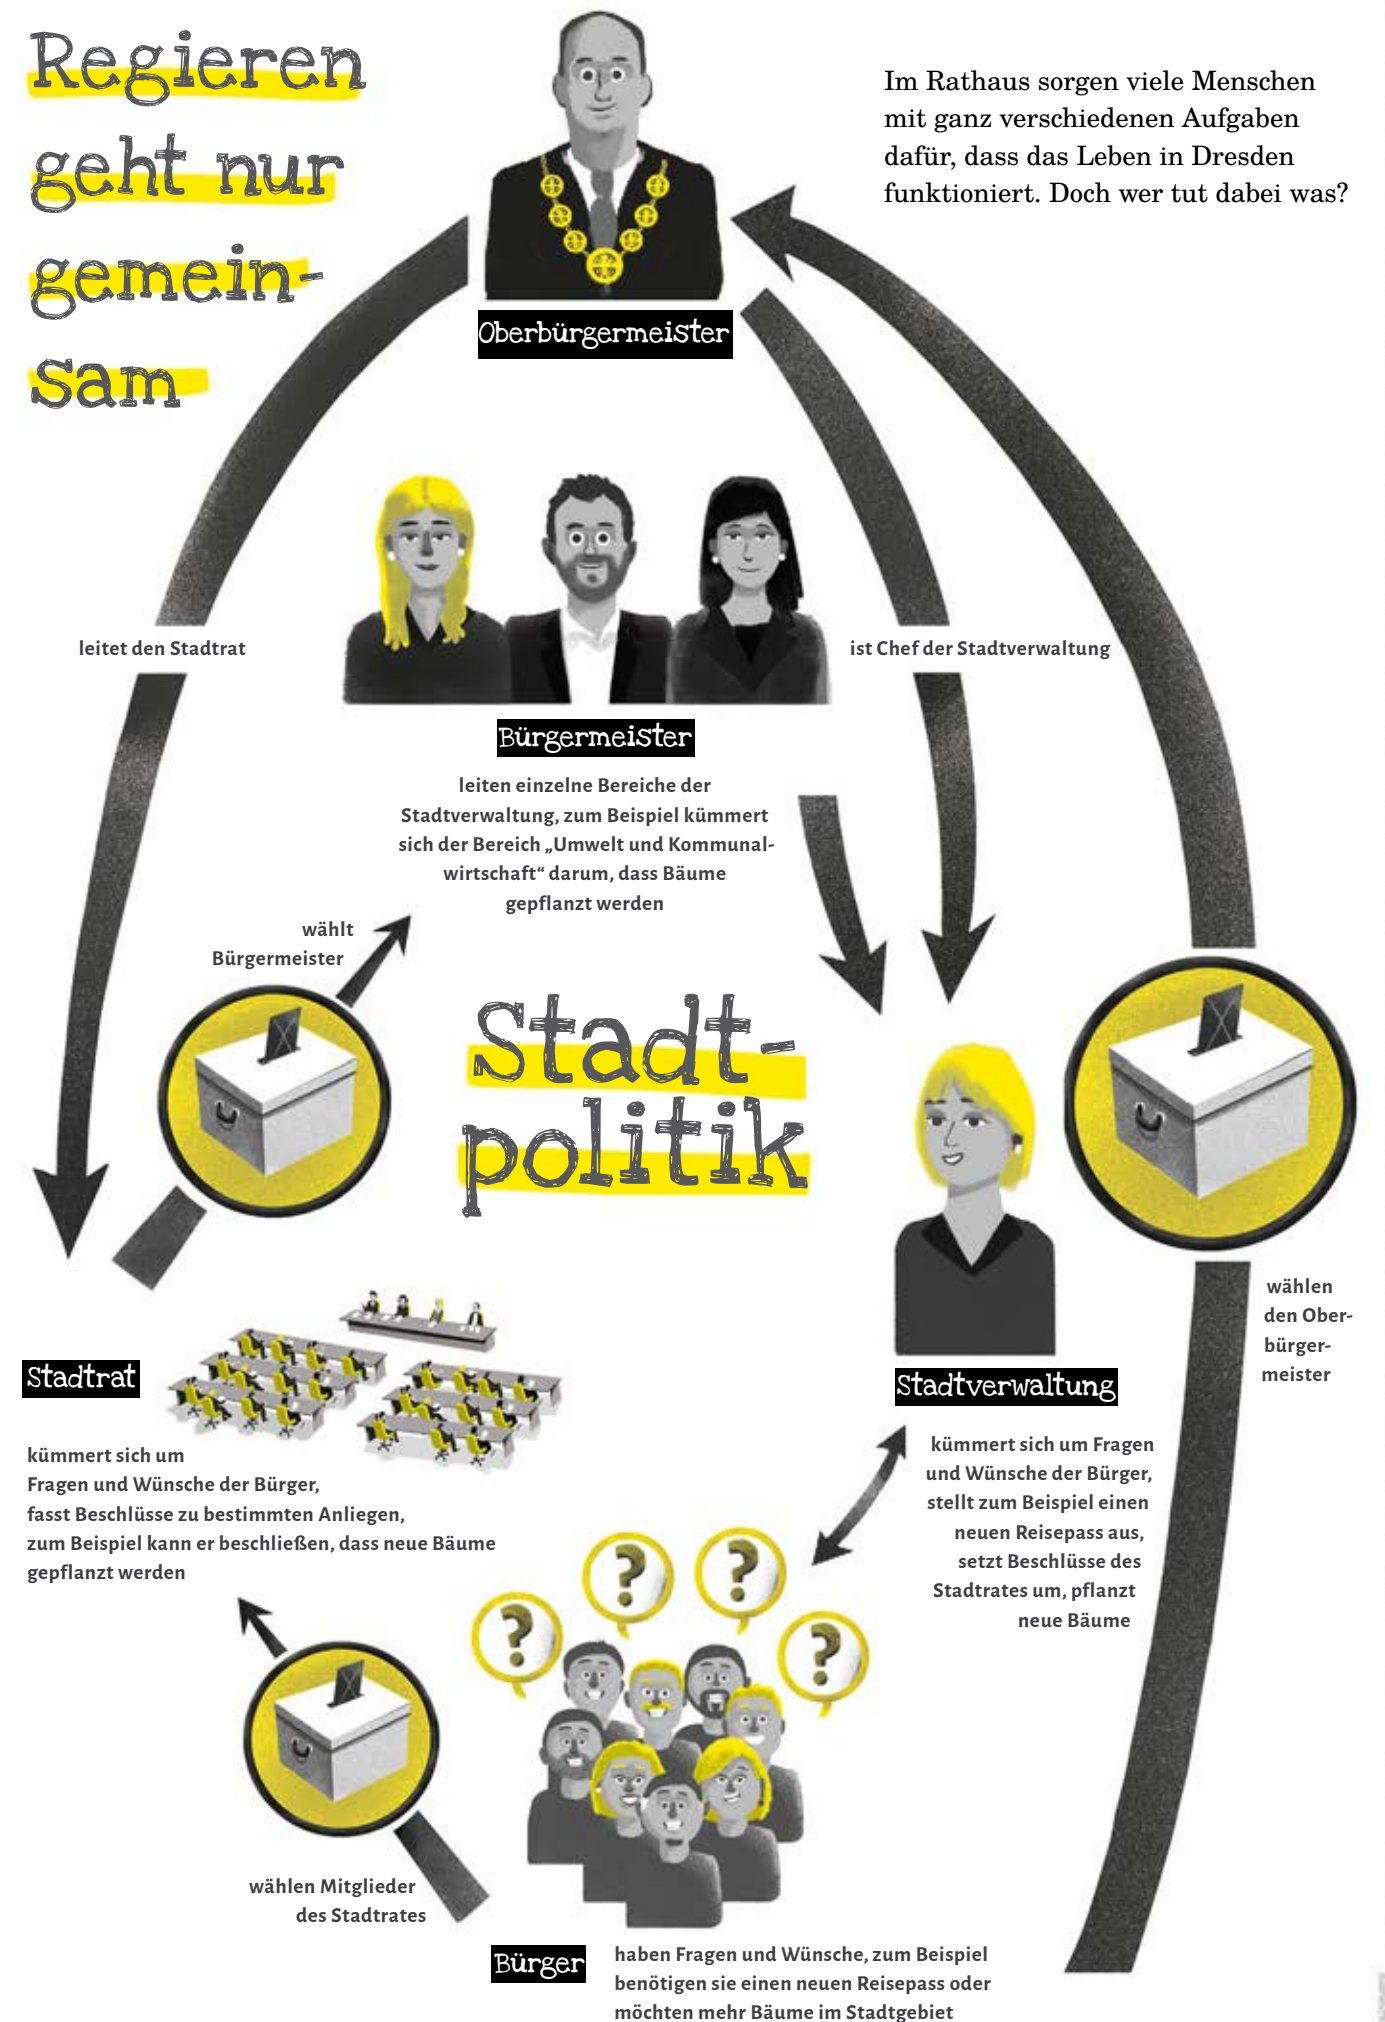 Regieren
geht nur
gemein-
sam
Im Rathaus sorgen viele Menschen
mit ganz verschiedenen Aufgaben
dafür, dass das Leben in Dresden
funktioniert. Doch wer tut dabei was?
Oberbürgermeister
leitet den Stadtrat
ist Chef der Stadtverwaltung
Bürgermeister
leiten einzelne Bereiche der
Stadtverwaltung, zum Beispiel kümmert
sich der Bereich „Umwelt und Kommunal-
wirtschaft“ darum, dass Bäume
gepflanzt werden
wählt
Bürgermeister
Stadt-
politik
wählen
den Ober-
bürger-
meister
Stadtrat
kümmert sich um
Fragen und Wünsche der Bürger,
fasst Beschlüsse zu bestimmten Anliegen,
zum Beispiel kann er beschließen, dass neue Bäume
gepflanzt werden
Stadtverwaltung
kümmert sich um Fragen
und Wünsche der Bürger,
stellt zum Beispiel einen
neuen Reisepass aus,
setzt Beschlüsse des
Stadtrates um, pflanzt
neue Bäume
? ? ? ?
wählen Mitglieder
des Stadtrates
Bürger
haben Fragen und Wünsche, zum Beispiel
benötigen sie einen neuen Reisepass oder
möchten mehr Bäume im Stadtgebiet